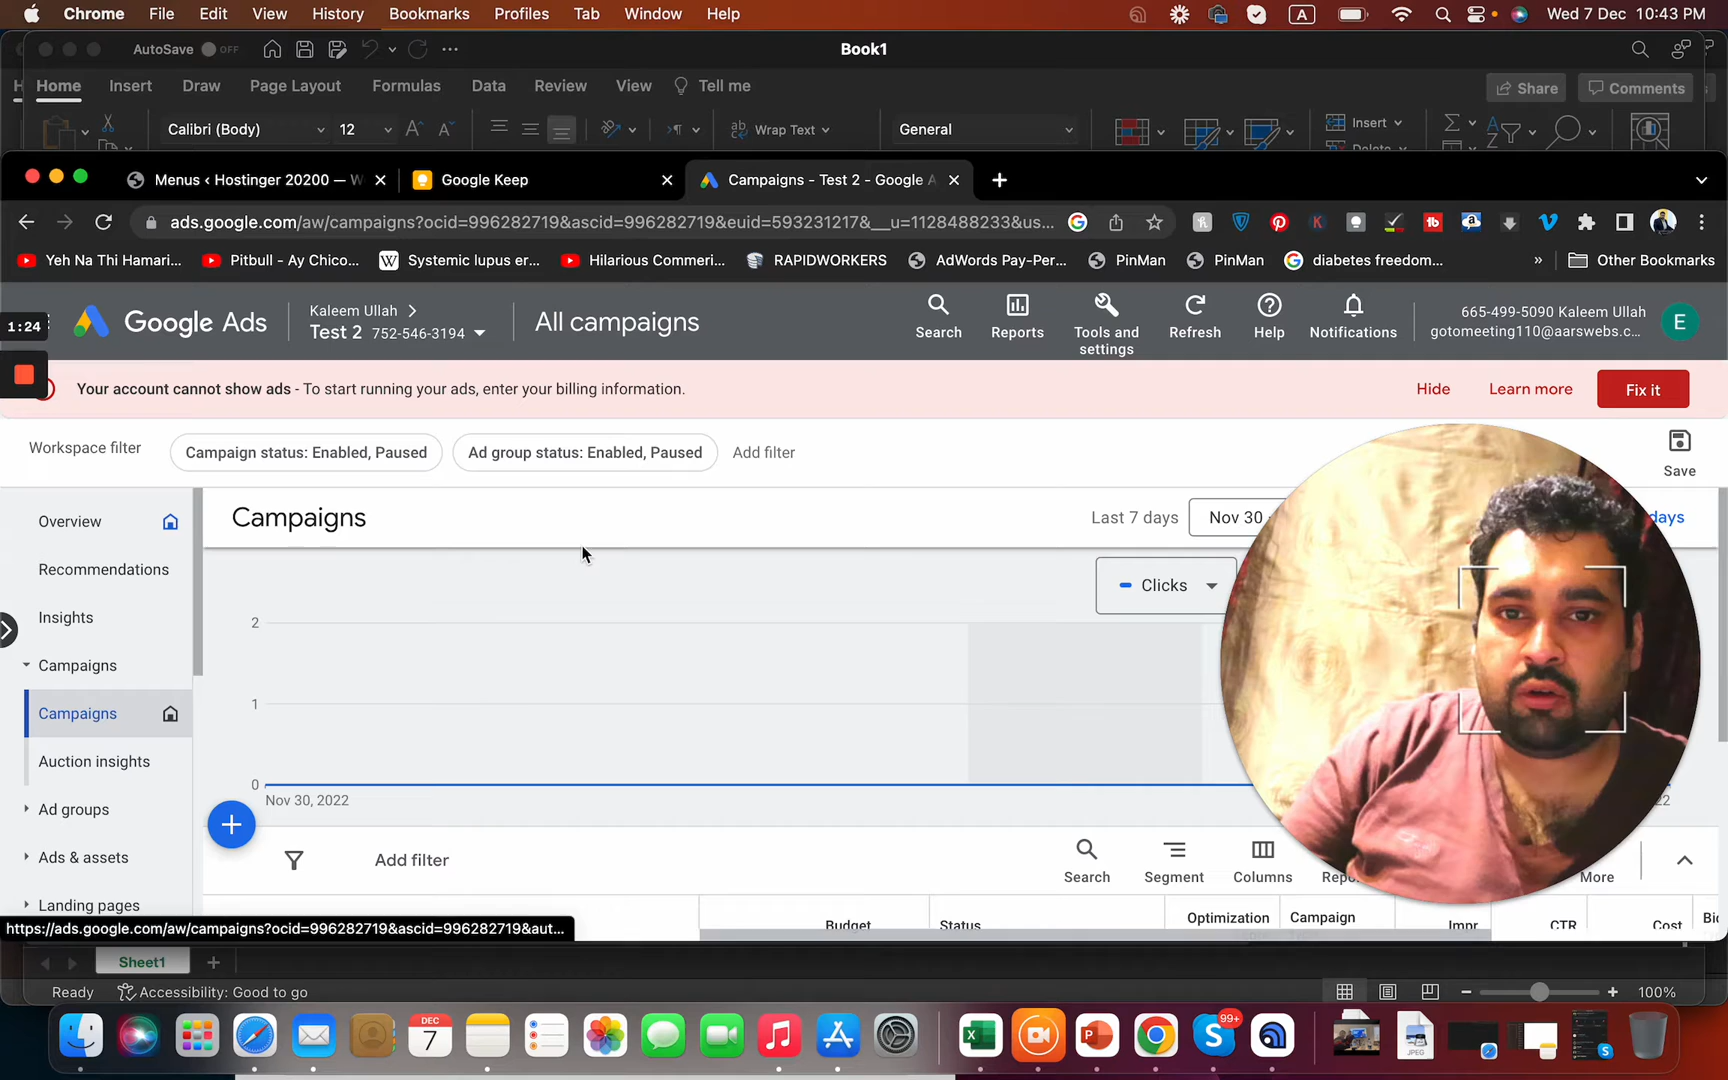 Chrome File Edit View History Bookmarks Profiles Tab Window Help A Wed 7 Dec 10:43 PM
AutoSave OFF Book1
Home Insert Draw Page Layout Formulas Data Review View Tell me Share Comments
Calibri (Body) 12 Wrap Text General Insert
Menus ‹ Hostinger 20200 — W Google Keep Campaigns - Test 2 - Google A
ads.google.com/aw/campaigns?ocid=996282719&ascid=996282719&euid=593231217&__u=1128488233&us...
Yeh Na Thi Hamari... Pitbull - Ay Chico... Systemic lupus er... Hilarious Commeri... RAPIDWORKERS AdWords Pay-Per... PinMan PinMan diabetes freedom... » Other Bookmarks
1:24
Google Ads
Kaleem Ullah
Test 2 752-546-3194
All campaigns
Search Reports Tools and settings Refresh Help Notifications
665-499-5090 Kaleem Ullah
gotomeeting110@aarswebs.c...
E
Your account cannot show ads - To start running your ads, enter your billing information. Hide Learn more Fix it
Workspace filter Campaign status: Enabled, Paused Ad group status: Enabled, Paused Add filter Save
Overview
Recommendations
Insights
Campaigns
Campaigns
Auction insights
Ad groups
Ads & assets
Landing pages
Campaigns Last 7 days Nov 30 days
Clicks
2
1
0
Nov 30, 2022
Add filter Search Segment Columns More
Budget Status Optimization Campaign Impr CTR Cost
https://ads.google.com/aw/campaigns?ocid=996282719&ascid=996282719&aut...
Sheet1
Ready Accessibility: Good to go 100%
DEC
7
99+
JPEG